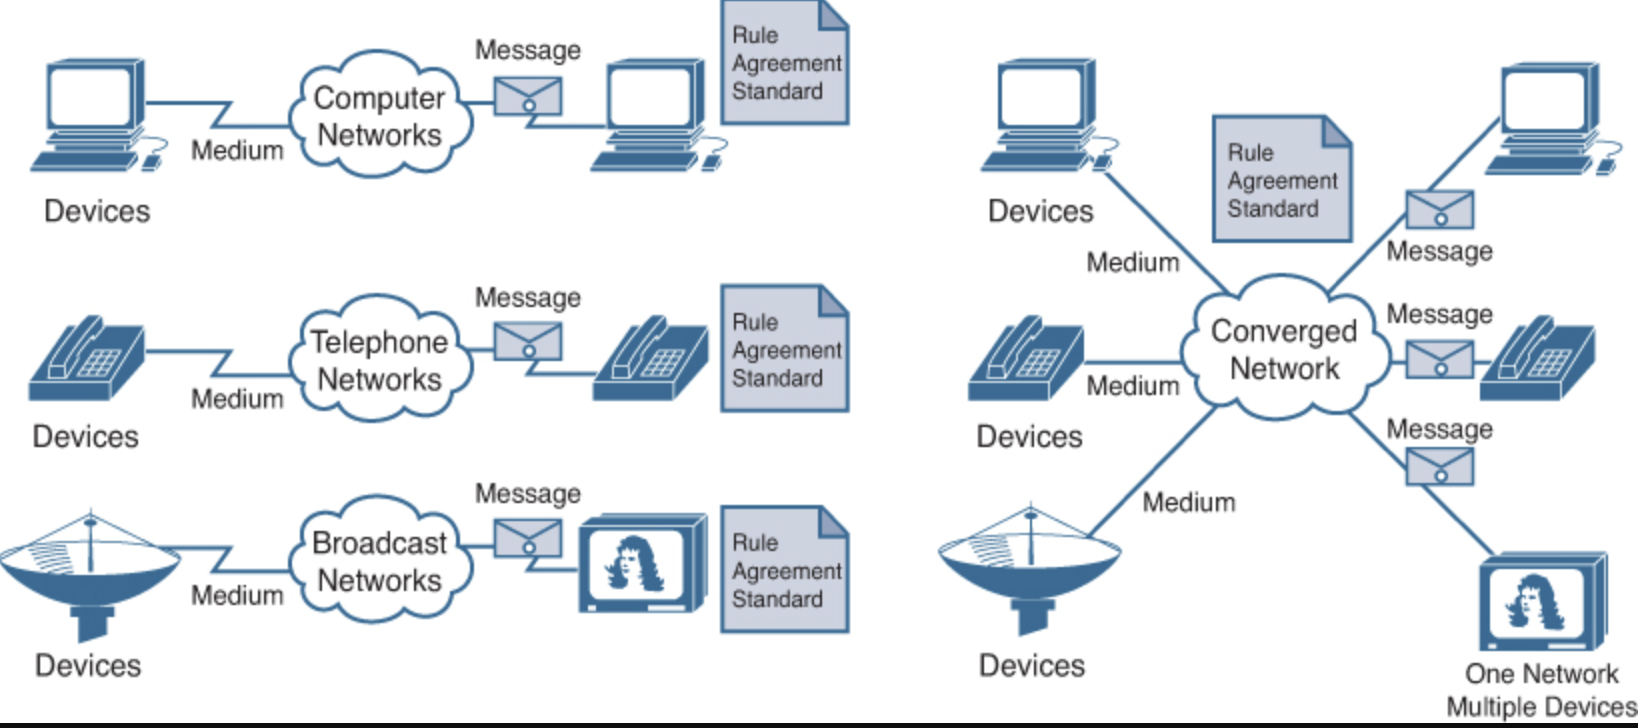 Message
Rule
Agreement
Standard
Computer
Networks
Medium
Devices
Message
Rule
Agreement
Standard
Telephone
Networks
Medium
Devices
Message
Rule
Agreement
Standard
Broadcast
Networks
Medium
Devices
Rule
Agreement
Standard
Devices
Medium
Message
Message
Converged
Network
Medium
Devices
Message
Medium
Devices
One Network
Multiple Devices